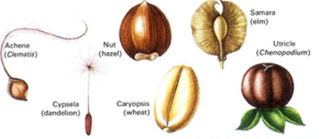 Achene
(Clematis)
Nut
(hazel)
Samara
(elm)
Utricle
(Chenopodium)
Cypsela
(dandelion)
Caryopsis
(wheat)